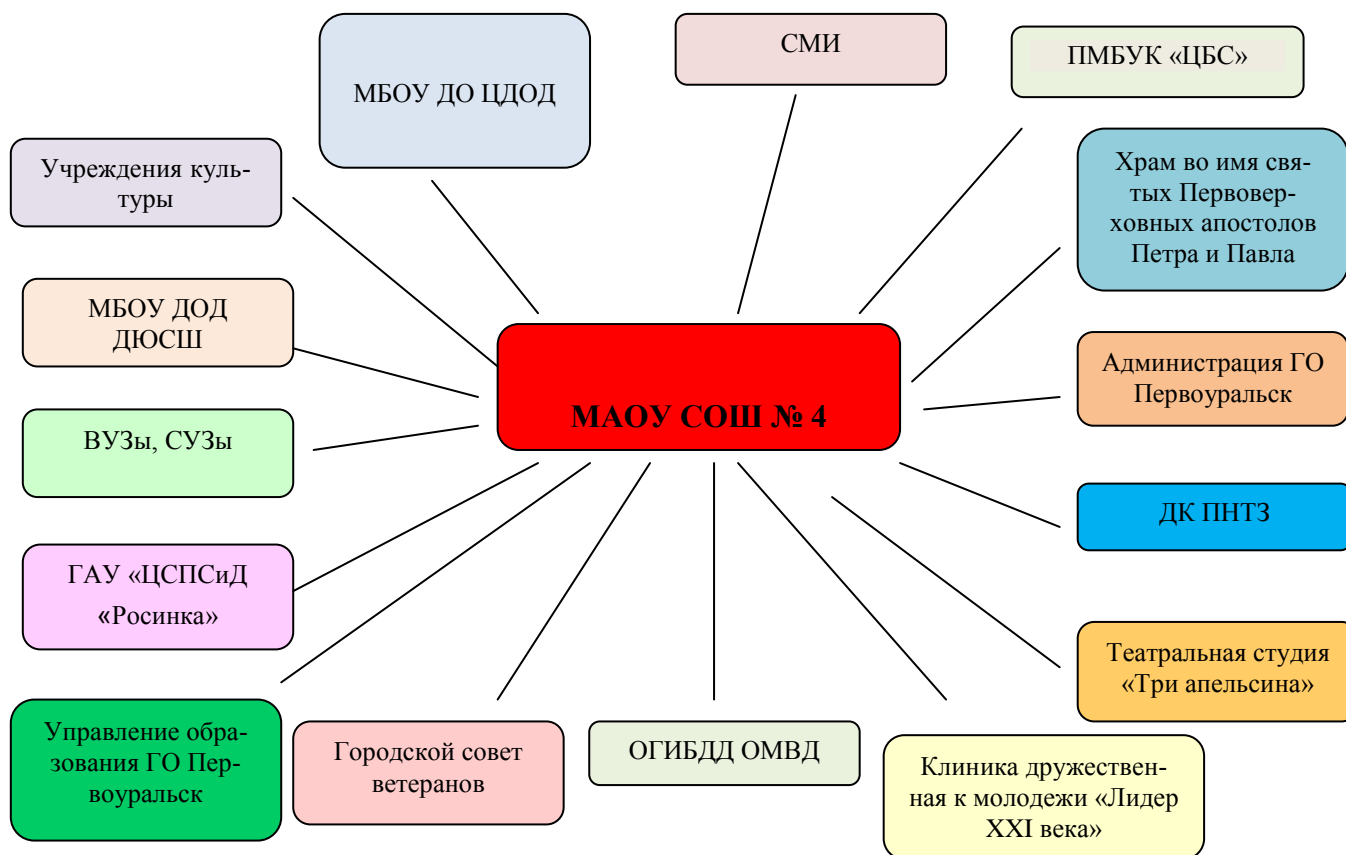 СМИ
ПМБУК «ЦБС»
МБОУ ДО ЦДОД
Учреждения куль-
туры
Храм во имя свя-
тых Первовер-
ховных апостолов
Петра и Павла
МБОУ ДОД
ДЮСШ
МАОУ СОШ № 4
Администрация ГО
Первоуральск
ВУЗы, СУЗы
ДК ПНТЗ
ГАУ «ЦСПСиД
«Росинка»
Театральная студия
«Три апельсина»
Управление обра-
зования ГО Пер-
воуральск
Городской совет
ветеранов
ОГИБДД ОМВД
Клиника дружествен-
ная к молодежи «Лидер
XXI века»